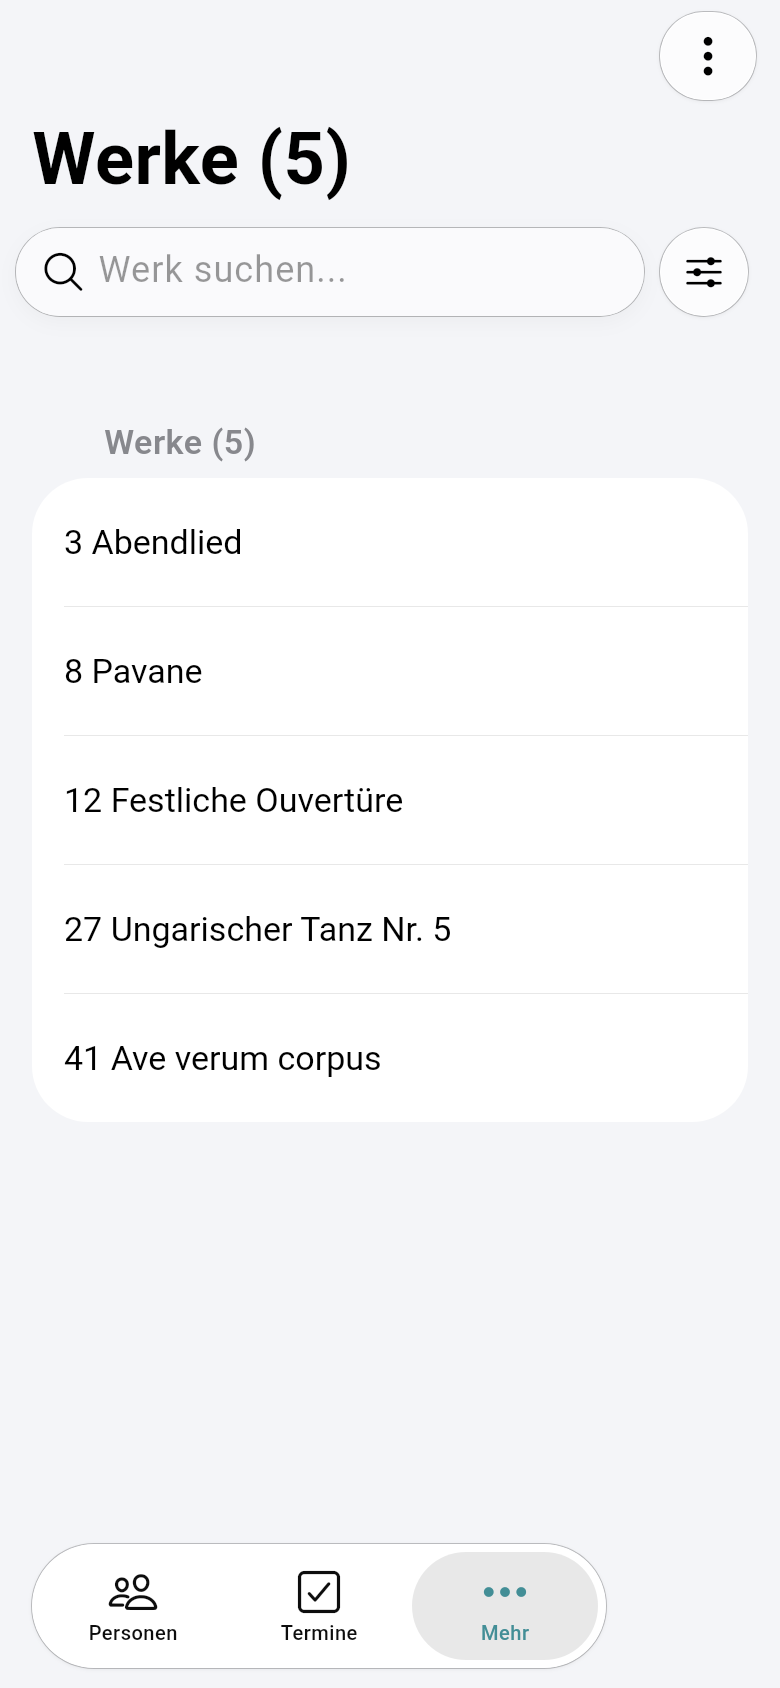 Werke (5)
Werk suchen...
Werke (5)
3 Abendlied
8 Pavane
12 Festliche Ouvertüre
27 Ungarischer Tanz Nr. 5
41 Ave verum corpus
Personen
Termine
Mehr